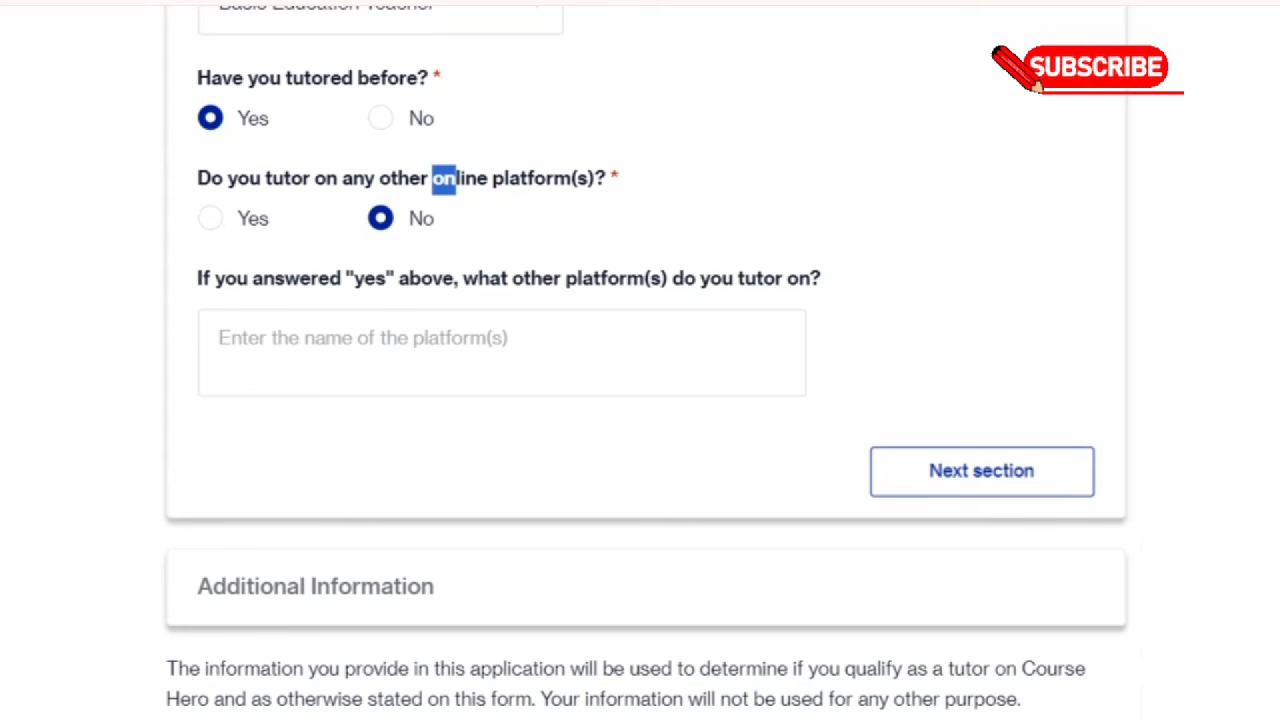 Basic Education Teacher
SUBSCRIBE
Have you tutored before? *
Yes No
Do you tutor on any other online platform(s)? *
Yes No
If you answered "yes" above, what other platform(s) do you tutor on?
Enter the name of the platform(s)
Next section
Additional Information
The information you provide in this application will be used to determine if you qualify as a tutor on Course
Hero and as otherwise stated on this form. Your information will not be used for any other purpose.